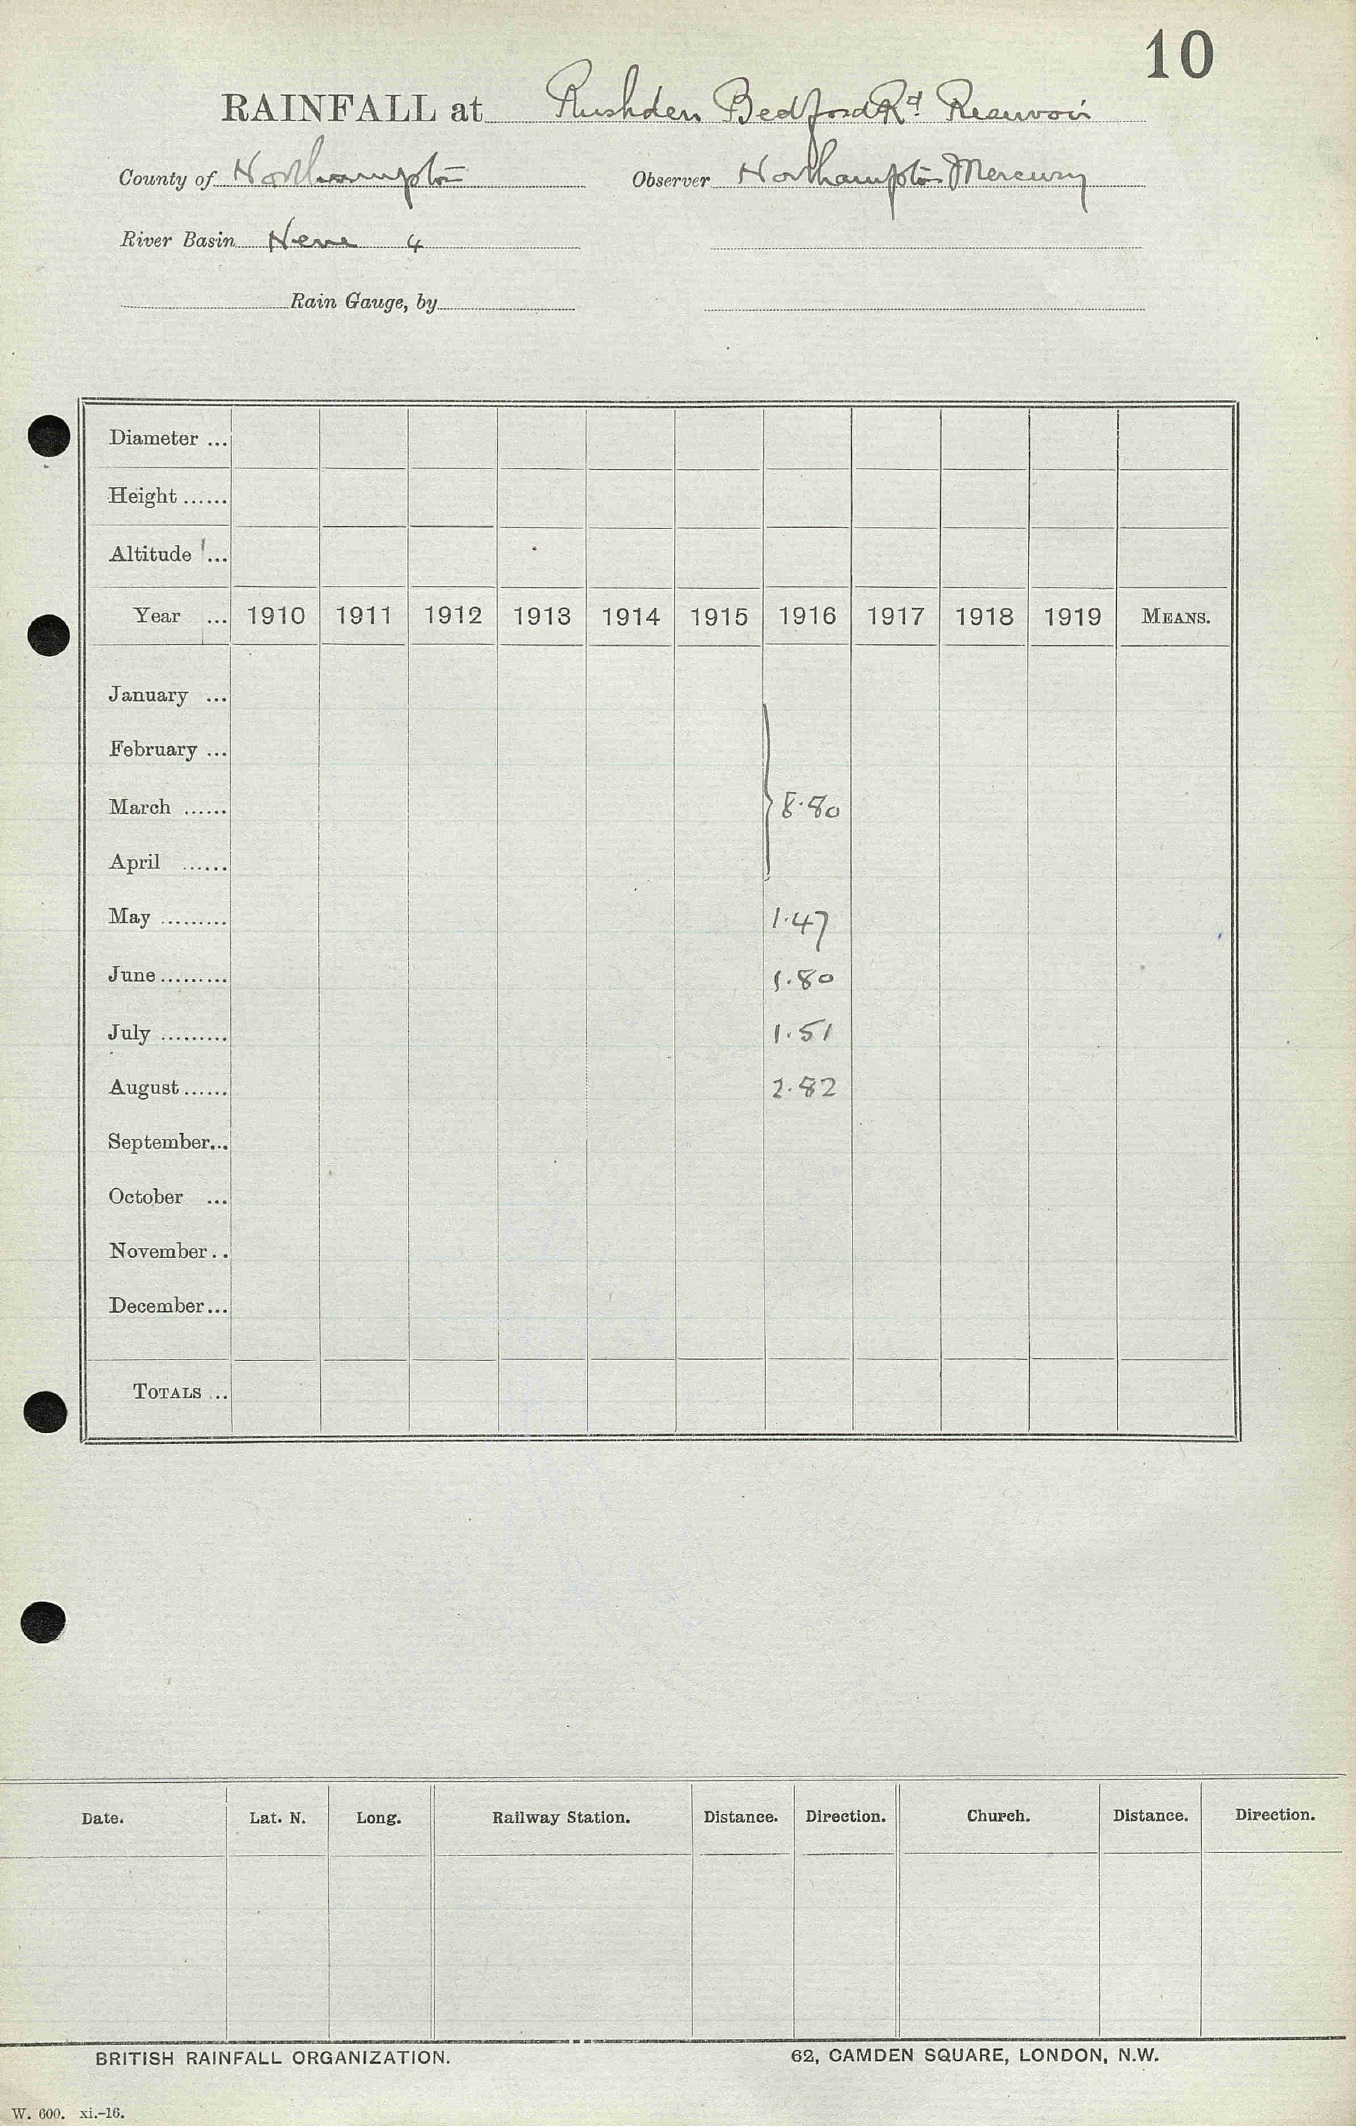 10
RAINFALL at Rushden Bedford Rd Reservoir
County of Northampton Observer Northampton Mercury
River Basin Nene 4
Rain Gauge, by
Diameter ...
Height ......
Altitude ...
Year ... 1910 1911 1912 1913 1914 1915 1916 1917 1918 1919 MEANS.
January ...
February ...
March ...... } 8.80
April ......
May ......... 1.47
June ......... 1.80
July ......... 1.51
August ...... 2.82
September...
October ...
November..
December...
TOTALS ...
Date. Lat. N. Long. Railway Station. Distance. Direction. Church. Distance. Direction.
BRITISH RAINFALL ORGANIZATION. 62, CAMDEN SQUARE, LONDON, N.W.
W. 600. xi.-16.